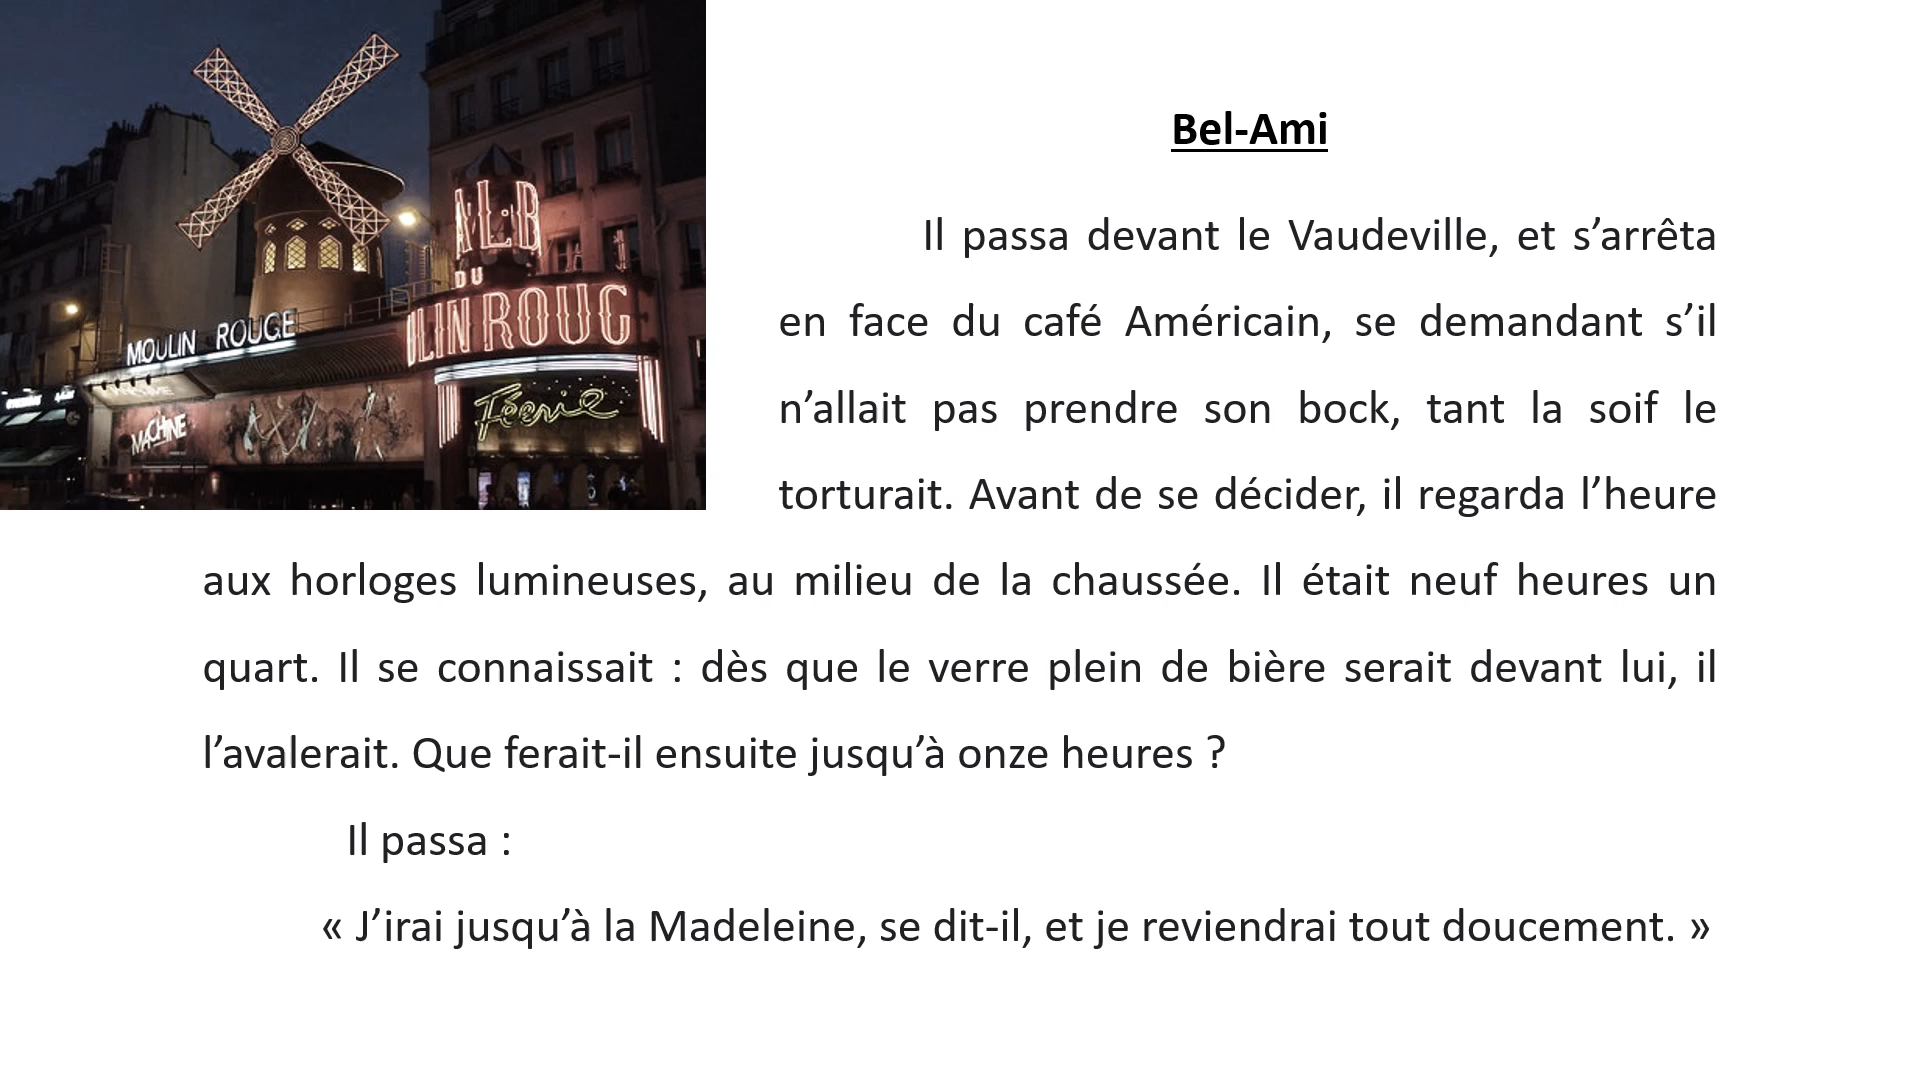 MOULIN ROUGE
MACHINE
DU
Féerie
Bel-Ami
Il passa devant le Vaudeville, et s’arrêta
en face du café Américain, se demandant s’il
n’allait pas prendre son bock, tant la soif le
torturait. Avant de se décider, il regarda l’heure
aux horloges lumineuses, au milieu de la chaussée. Il était neuf heures un
quart. Il se connaissait : dès que le verre plein de bière serait devant lui, il
l’avalerait. Que ferait-il ensuite jusqu’à onze heures ?
Il passa :
« J’irai jusqu’à la Madeleine, se dit-il, et je reviendrai tout doucement. »